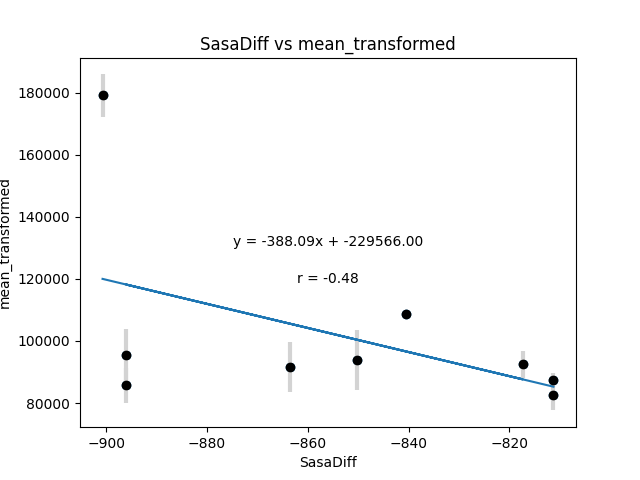 SasaDiff vs mean_transformed
180000
160000
140000
120000
100000
80000
mean_transformed
y = -388.09x + -229566.00
r = -0.48
−900
−880
−860
−840
−820
SasaDiff